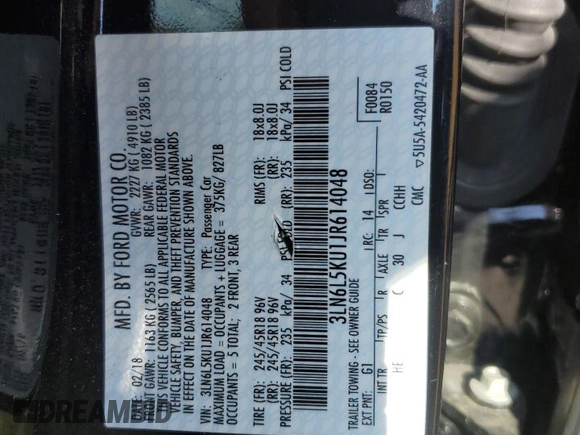 MFD. BY FORD MOTOR CO.
DATE: 02/18 GVWR: 2227 KG ( 4910 LB)
FRONT GAWR: 1163 KG (2565 LB) REAR GAWR: 1082 KG ( 2385 LB)
THIS VEHICLE CONFORMS TO ALL APPLICABLE FEDERAL MOTOR
VEHICLE SAFETY, BUMPER, AND THEFT PREVENTION STANDARDS
IN EFFECT ON THE DATE OF MANUFACTURE SHOWN ABOVE.
VIN: 3LN6L5KU1JR614048 TYPE: Passenger Car
MAXIMUM LOAD = OCCUPANTS + LUGGAGE = 375KG/ 827LB
OCCUPANTS = 5 TOTAL; 2 FRONT, 3 REAR
TIRE (FR): 245/45R18 96V RIMS (FR): 18x8.0J
(RR): 245/45R18 96V (RR): 18x8.0J
PRESSURE (FR): 235 kPa/ 34 PSI COLD (RR): 235 kPa/ 34 PSI COLD
3LN6L5KU1JR614048
TRAILER TOWING - SEE OWNER GUIDE
EXT PNT: G1 RC: 14 DSO: F0084
R0150
INT TR TP/PS R AXLE TR SPR
HE C 30 J CCHH
CMC 5U5A-5420472-AA
DREAMBID